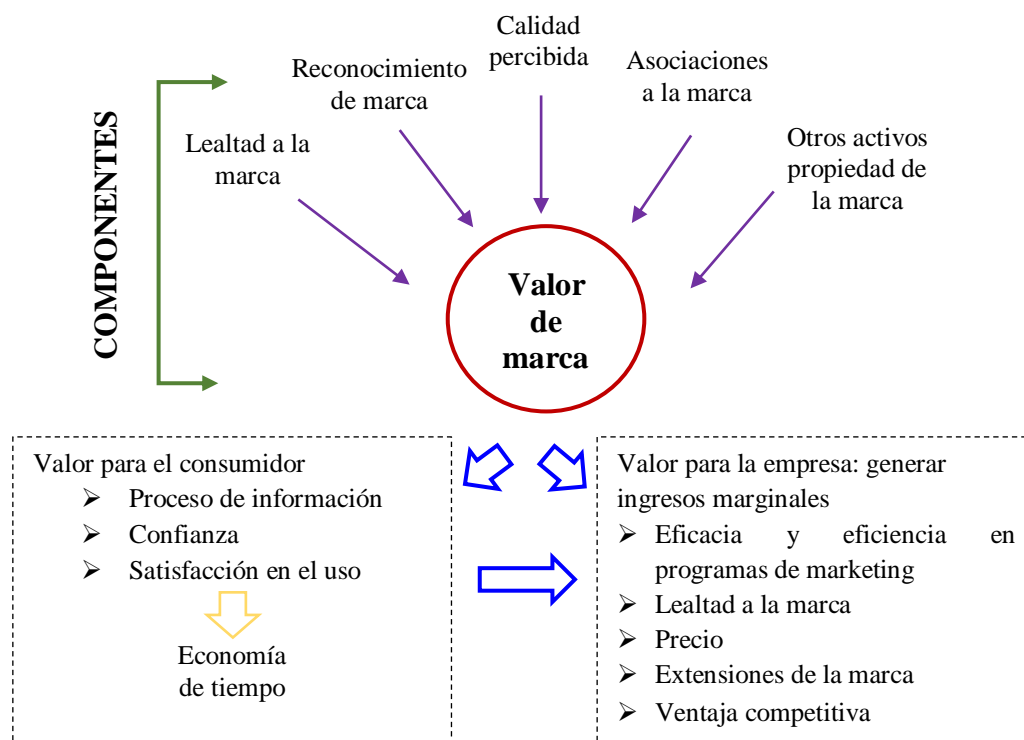 COMPONENTES
Lealtad a la
marca
Reconocimiento
de marca
Calidad
percibida
Asociaciones
a la marca
Otros activos
propiedad de
la marca
Valor
de
marca
Valor para el consumidor
➢ Proceso de información
➢ Confianza
➢ Satisfacción en el uso
Economía
de tiempo
Valor para la empresa: generar
ingresos marginales
➢ Eficacia y eficiencia en
programas de marketing
➢ Lealtad a la marca
➢ Precio
➢ Extensiones de la marca
➢ Ventaja competitiva